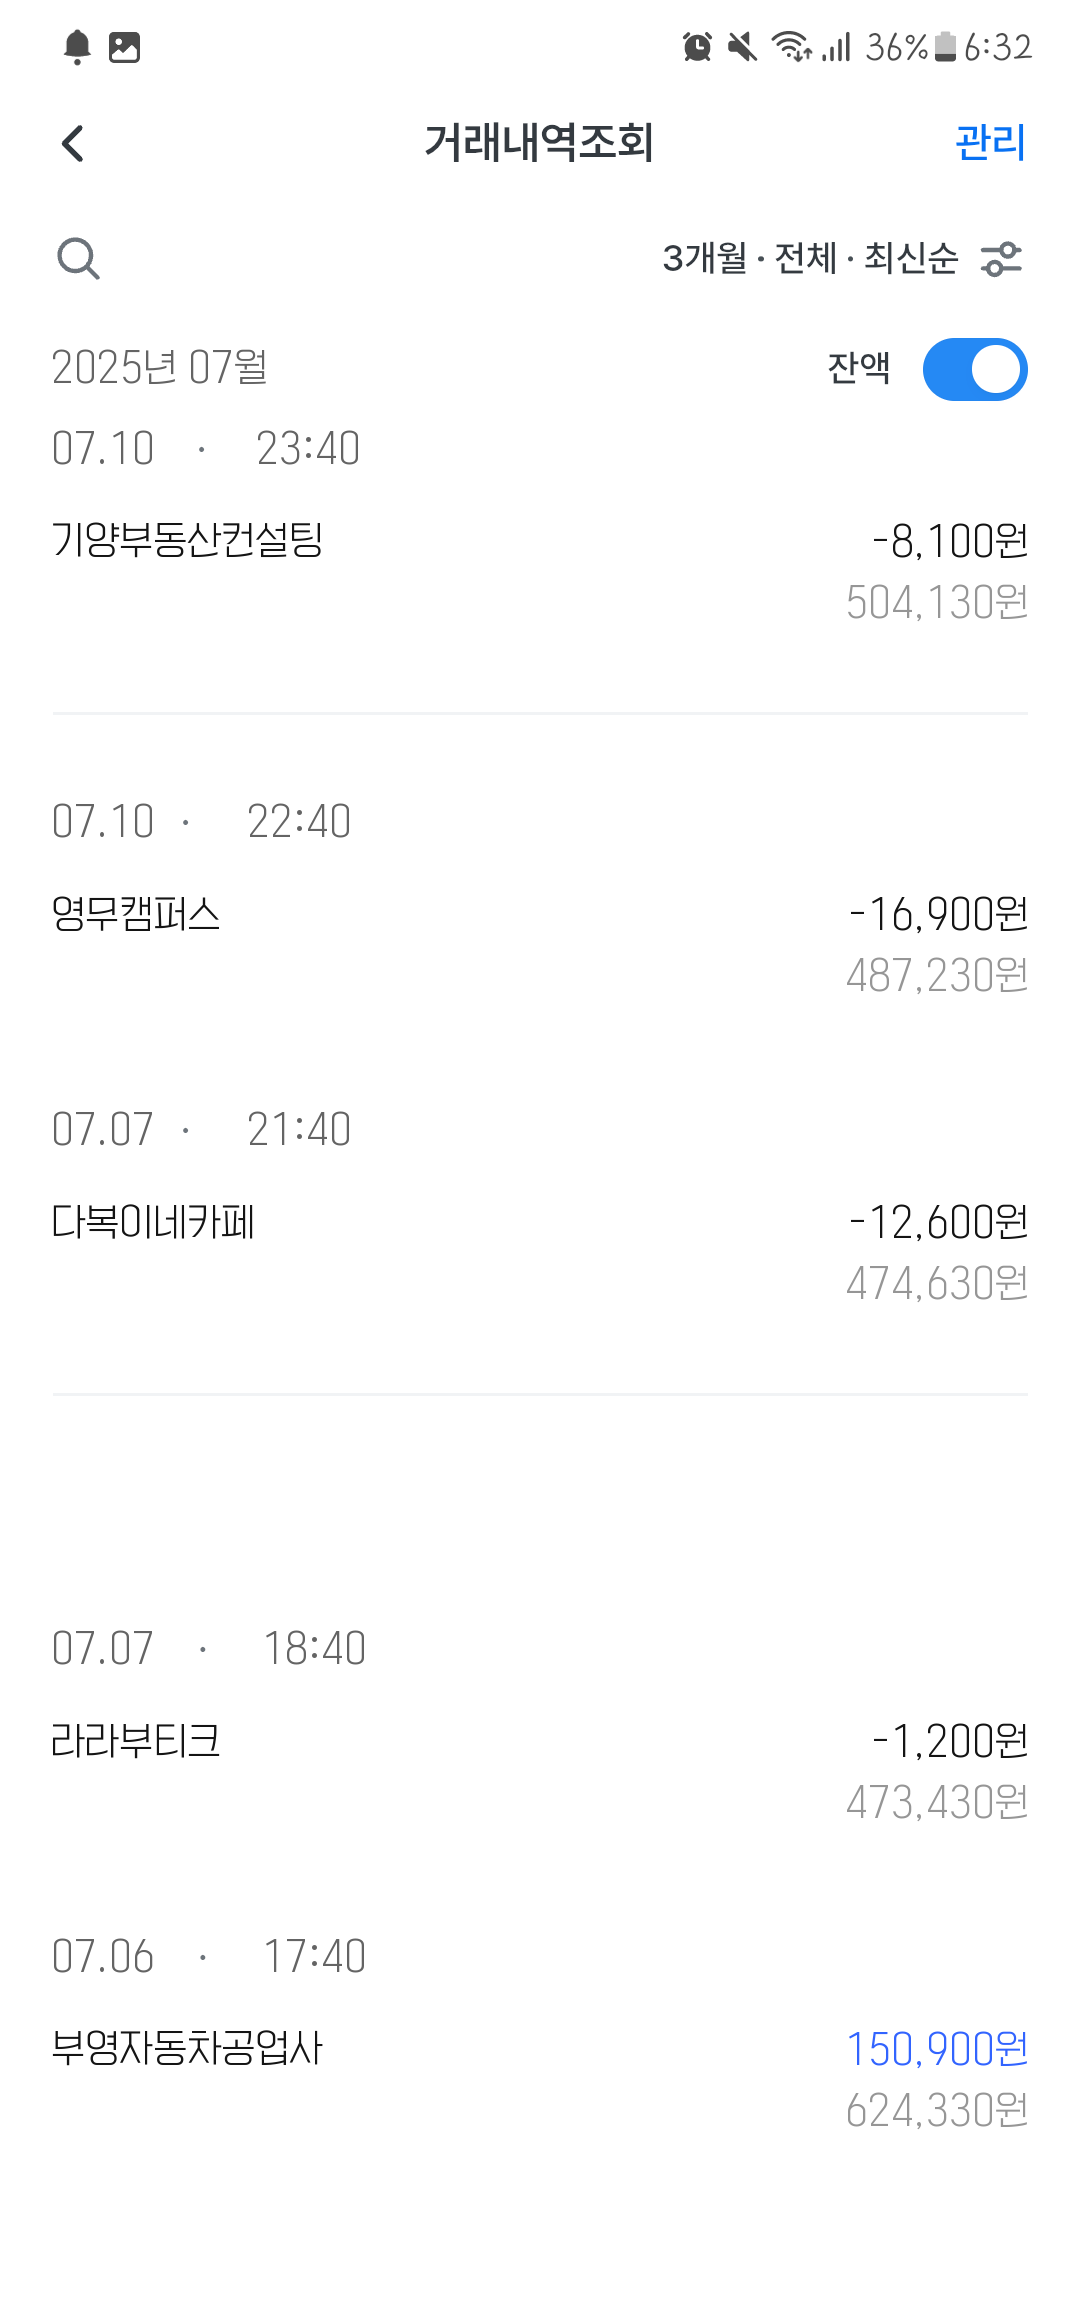 36% 6:32
거래내역조회 관리
3개월 · 전체 · 최신순
2025년 07월 잔액
07.10 · 23:40
기양부동산컨설팅 -8,100원
504,130원
07.10 · 22:40
영무캠퍼스 -16,900원
487,230원
07.07 · 21:40
다복이네카페 -12,600원
474,630원
07.07 · 18:40
라라부티크 -1,200원
473,430원
07.06 · 17:40
부영자동차공업사 150,900원
624,330원